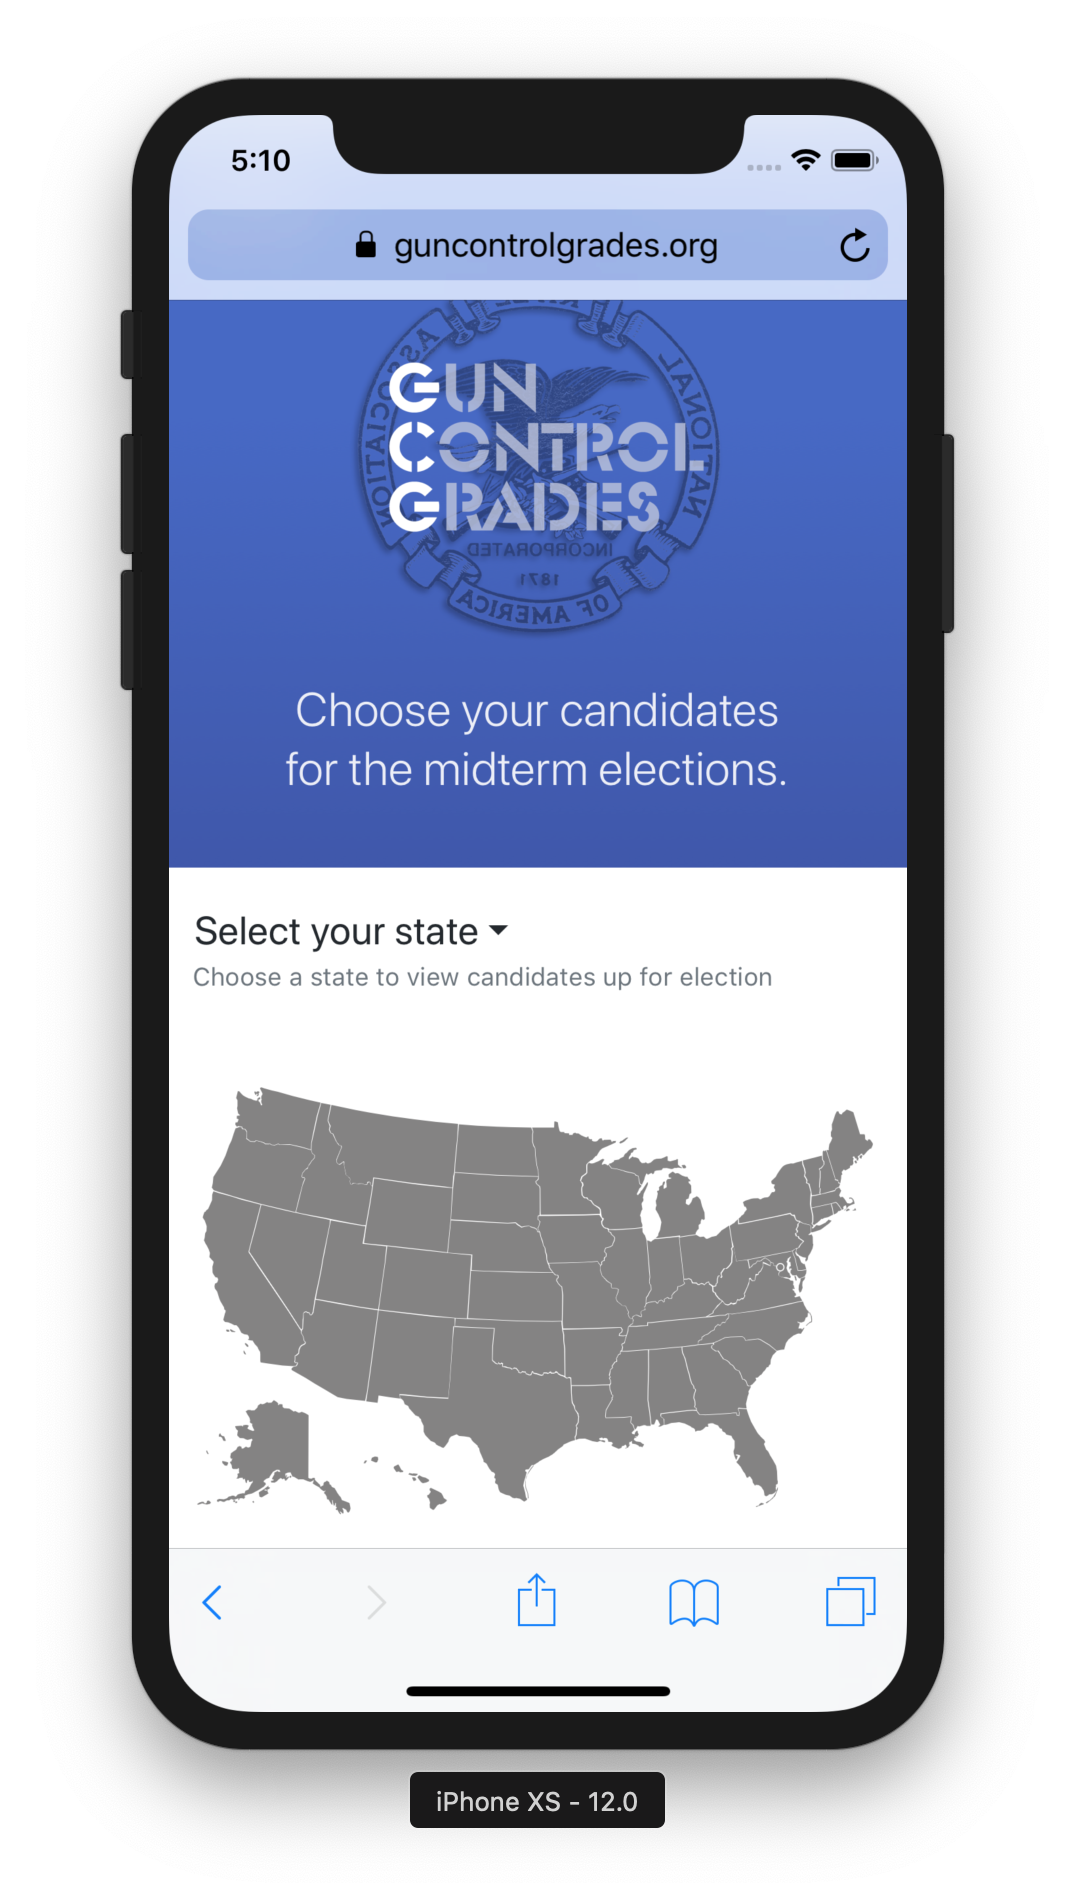 5:10
guncontrolgrades.org
RIFLE
ASSOCIATION
NATIONAL
GUN
CONTROL
GRADES
INCORPORATED
1871
OF AMERICA
Choose your candidates
for the midterm elections.
Select your state
Choose a state to view candidates up for election
iPhone XS - 12.0